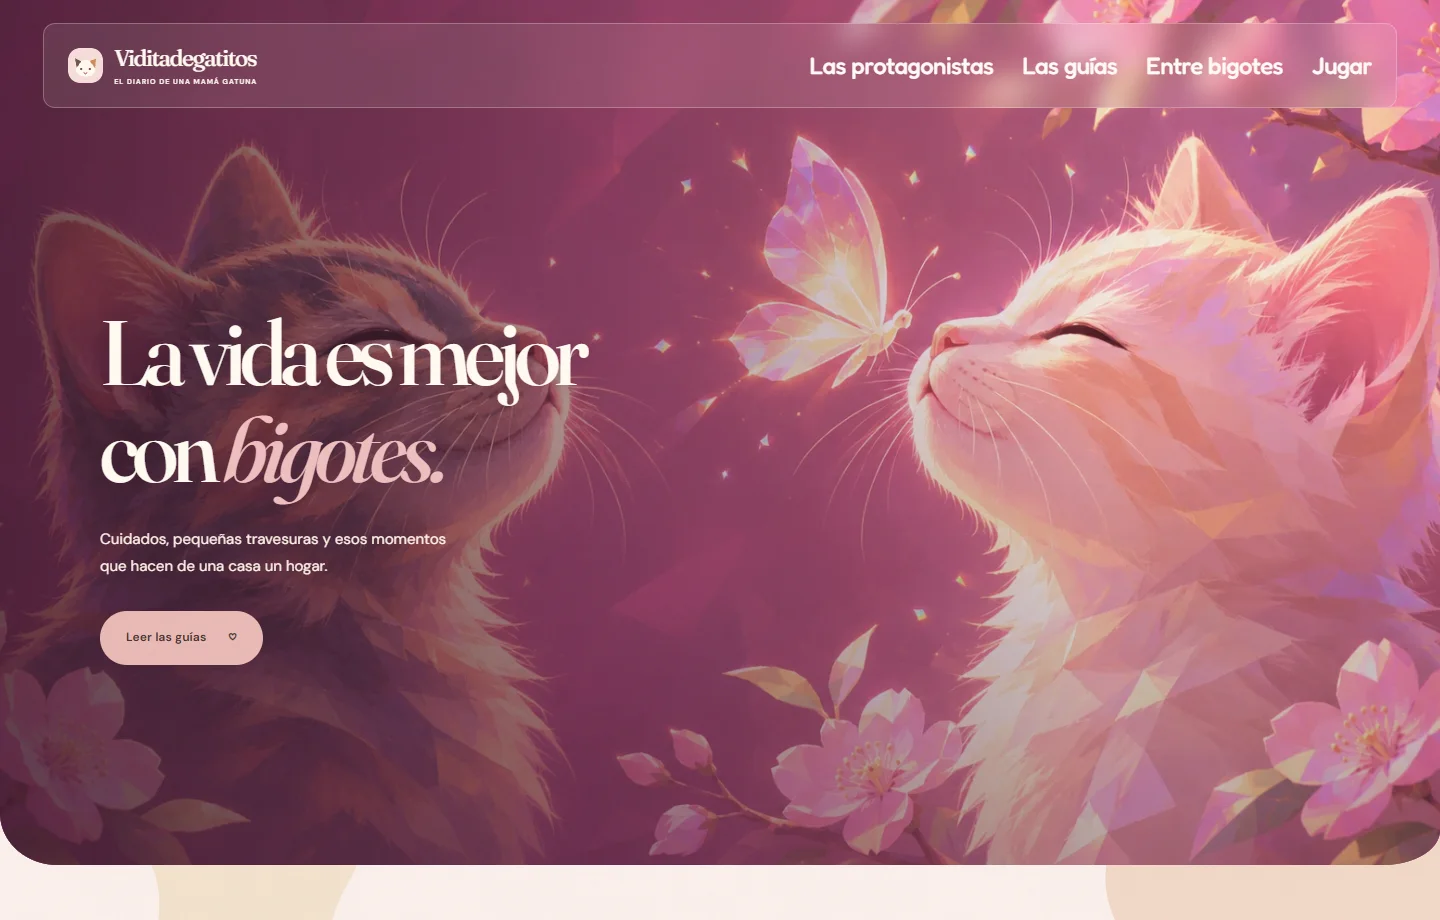 Viditadegatitos
EL DIARIO DE UNA MAMÁ GATUNA
Las protagonistas
Las guías
Entre bigotes
Jugar
La vida es mejor
con bigotes.
Cuidados, pequeñas travesuras y esos momentos
que hacen de una casa un hogar.
Leer las guías